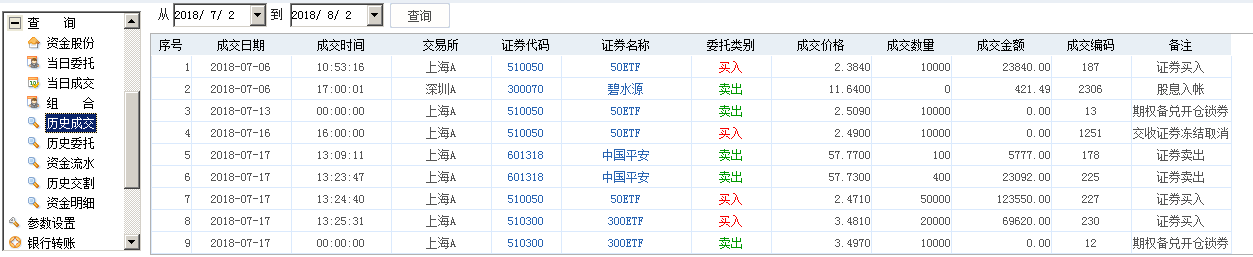 从 2018/ 7/ 2 到 2018/ 8/ 2 查询
查 询
资金股份
当日委托
当日成交
组 合
历史成交
历史委托
资金流水
历史交割
资金明细
参数设置
银行转账
序号 成交日期 成交时间 交易所 证券代码 证券名称 委托类别 成交价格 成交数量 成交金额 成交编码 备注
1 2018-07-06 10:53:16 上海A 510050 50ETF 买入 2.3840 10000 23840.00 187 证券买入
2 2018-07-06 17:00:01 深圳A 300070 碧水源 卖出 11.6400 0 421.49 2306 股息入帐
3 2018-07-13 00:00:00 上海A 510050 50ETF 卖出 2.5090 10000 0.00 13 期权备兑开仓锁券
4 2018-07-16 16:00:00 上海A 510050 50ETF 买入 2.4900 10000 0.00 1251 交收证券冻结取消
5 2018-07-17 13:09:11 上海A 601318 中国平安 卖出 57.7700 100 5777.00 178 证券卖出
6 2018-07-17 13:23:47 上海A 601318 中国平安 卖出 57.7300 400 23092.00 225 证券卖出
7 2018-07-17 13:24:40 上海A 510050 50ETF 买入 2.4710 50000 123550.00 227 证券买入
8 2018-07-17 13:25:31 上海A 510300 300ETF 买入 3.4810 20000 69620.00 230 证券买入
9 2018-07-17 00:00:00 上海A 510300 300ETF 卖出 3.4970 10000 0.00 12 期权备兑开仓锁券